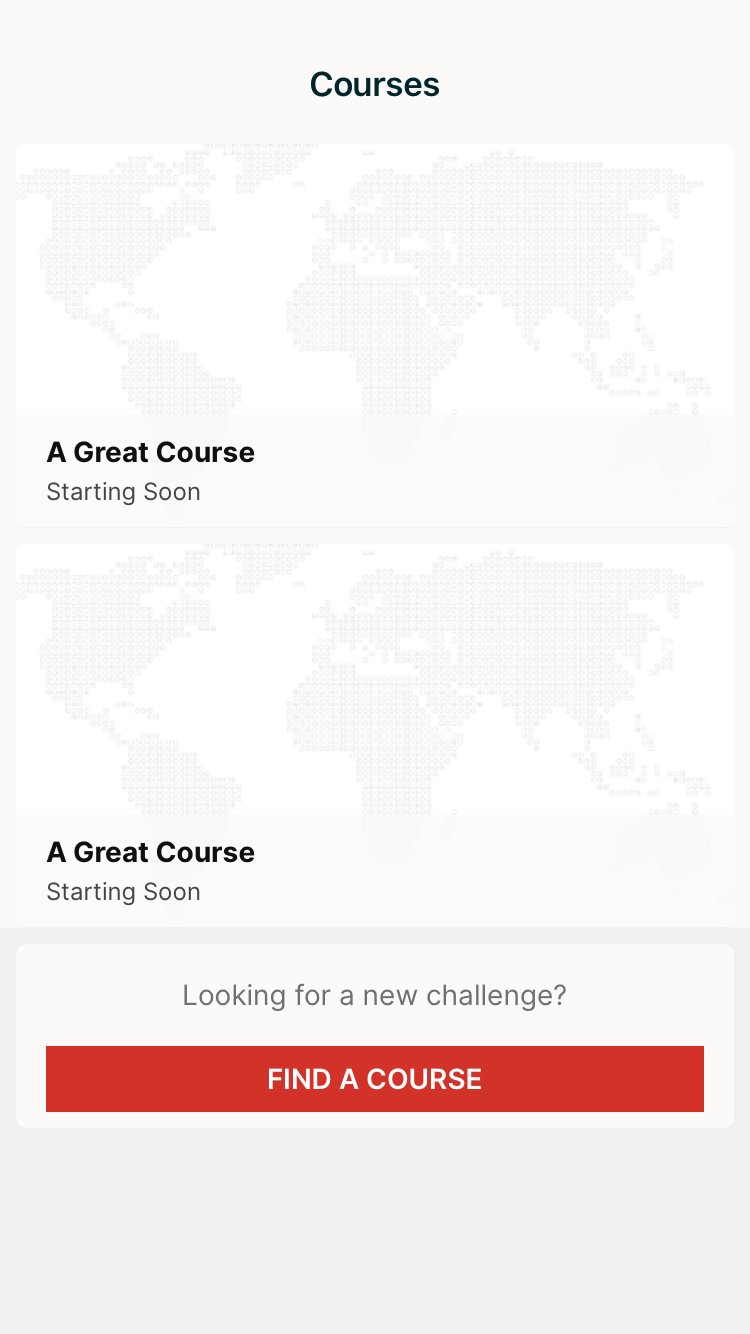 Courses
A Great Course
Starting Soon
A Great Course
Starting Soon
Looking for a new challenge?
FIND A COURSE